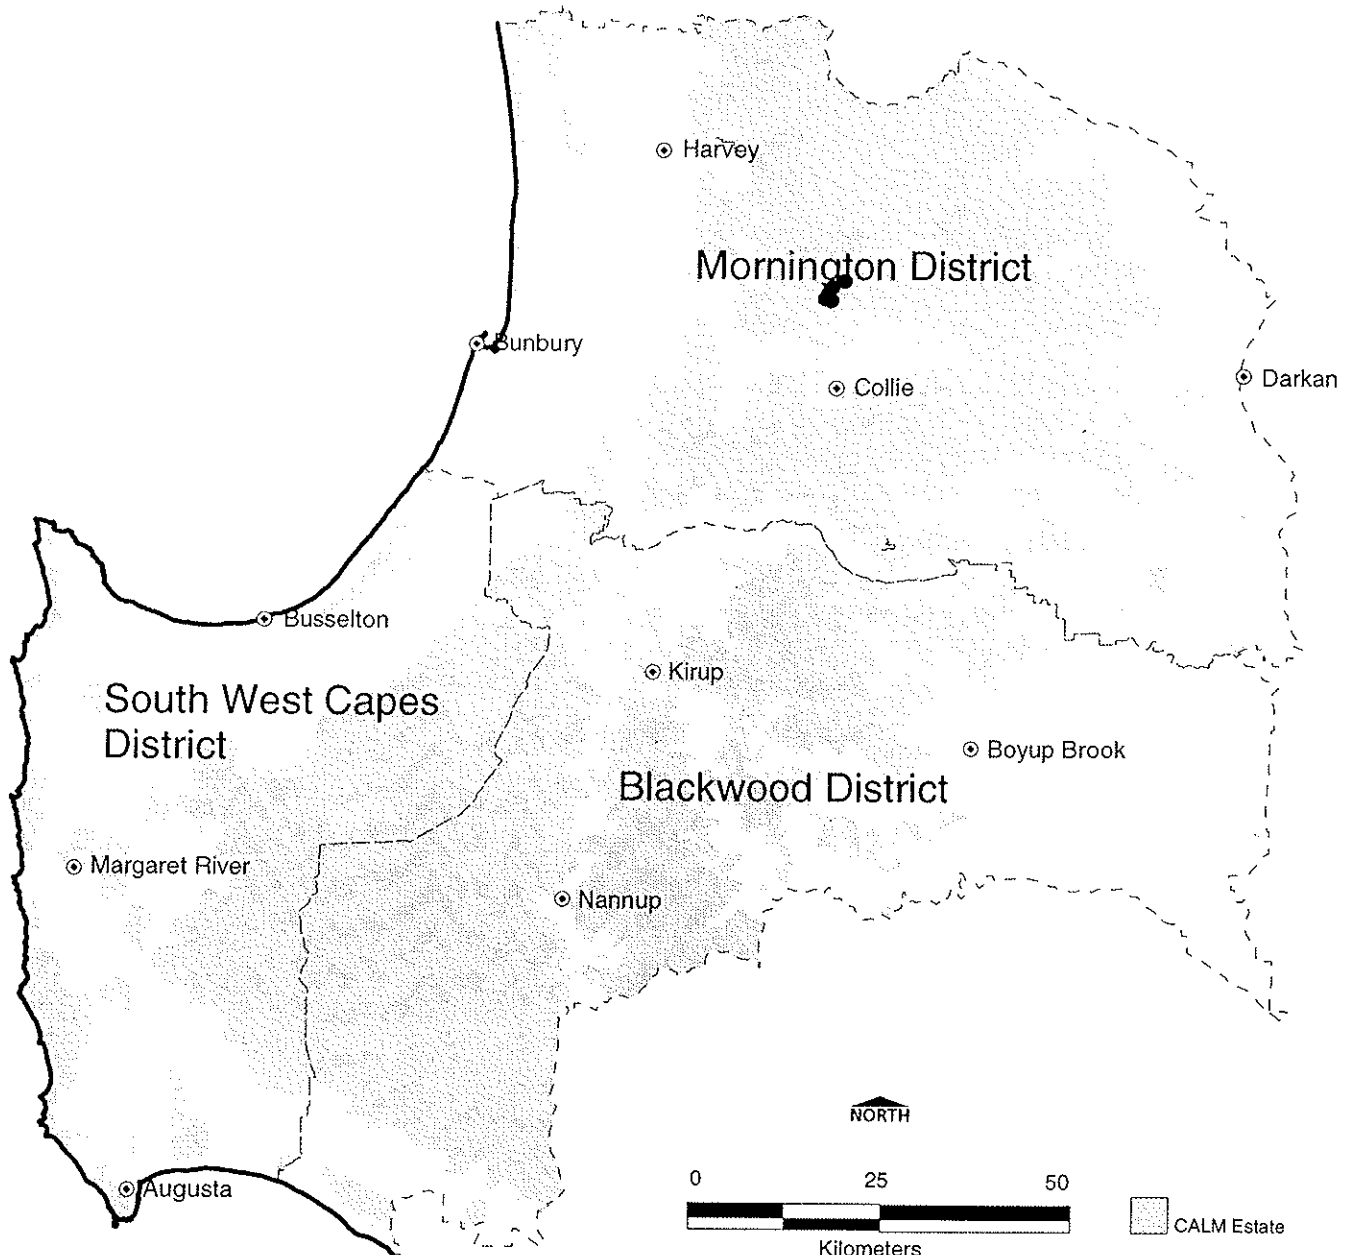 Harvey
Mornington District
Bunbury
Collie
Darkan
Busselton
Kirup
South West Capes
District
Boyup Brook
Blackwood District
Margaret River
Nannup
NORTH
0 25 50
Augusta
CALM Estate
Kilometers